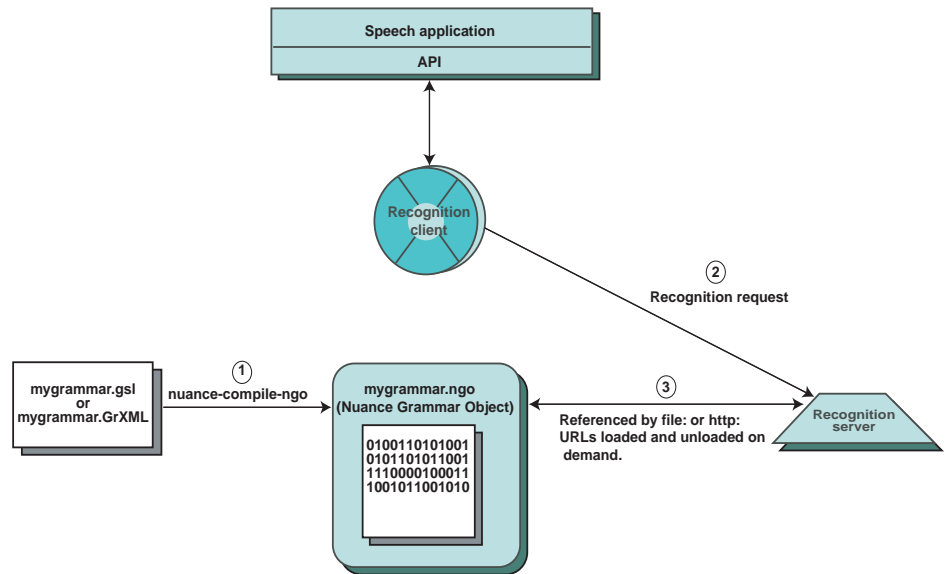 Speech application
API
Recognition
client
2
Recognition request
1
nuance-compile-ngo
mygrammar.gsl
or
mygrammar.GrXML
mygrammar.ngo
(Nuance Grammar Object)
0100110101001
0101101011001
1110000100011
1001011001010
3
Referenced by file: or http:
URLs loaded and unloaded on
demand.
Recognition
server